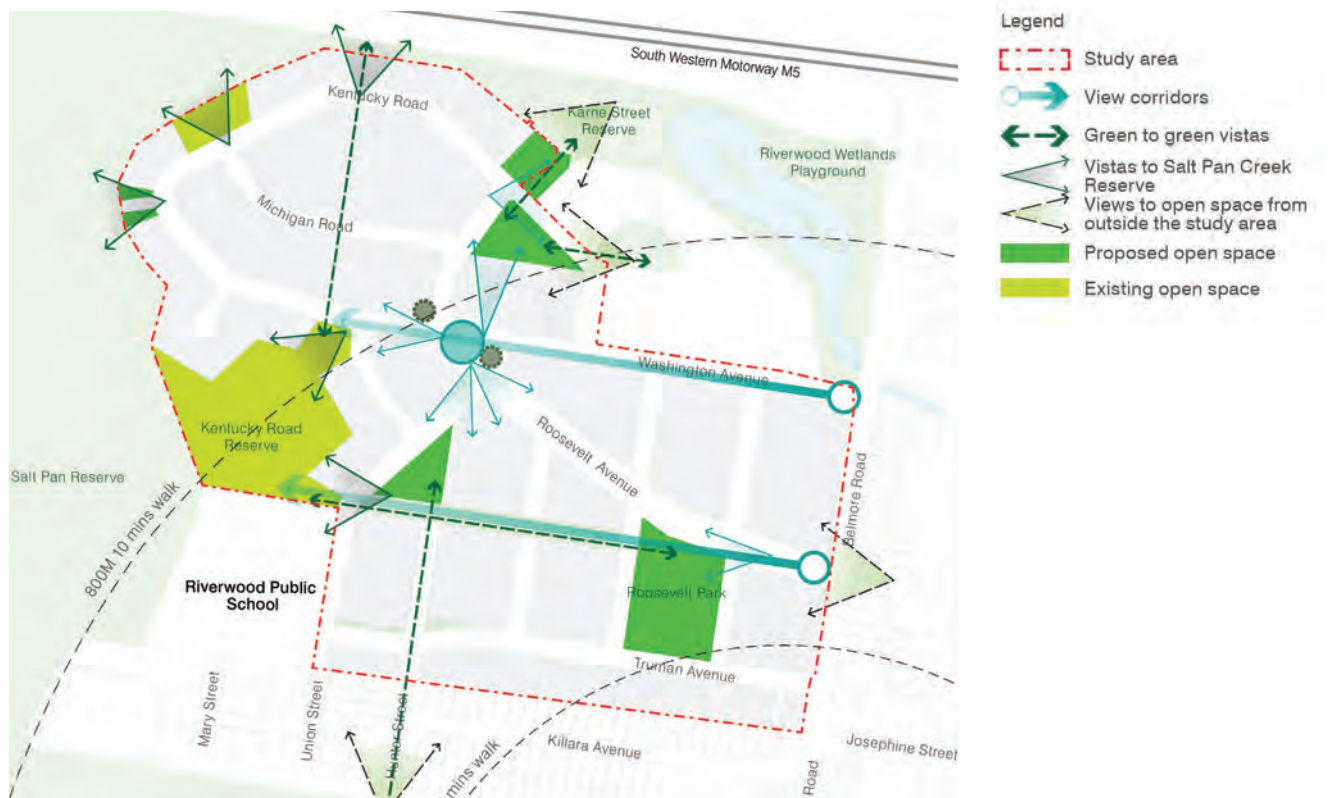 South Western Motorway M5
Kentucky Road
Karne Street
Reserve
Riverwood Wetlands
Playground
Michigan Road
Washington Avenue
Kentucky Road
Reserve
Roosevelt Avenue
Belmore Road
Salt Pan Reserve
800M 10 mins walk
Riverwood Public
School
Roosevelt Park
Truman Avenue
Mary Street
Union Street
Hunter Street
mins walk
Killara Avenue
Josephine Street
Road
Legend
Study area
View corridors
Green to green vistas
Vistas to Salt Pan Creek
Reserve
Views to open space from
outside the study area
Proposed open space
Existing open space